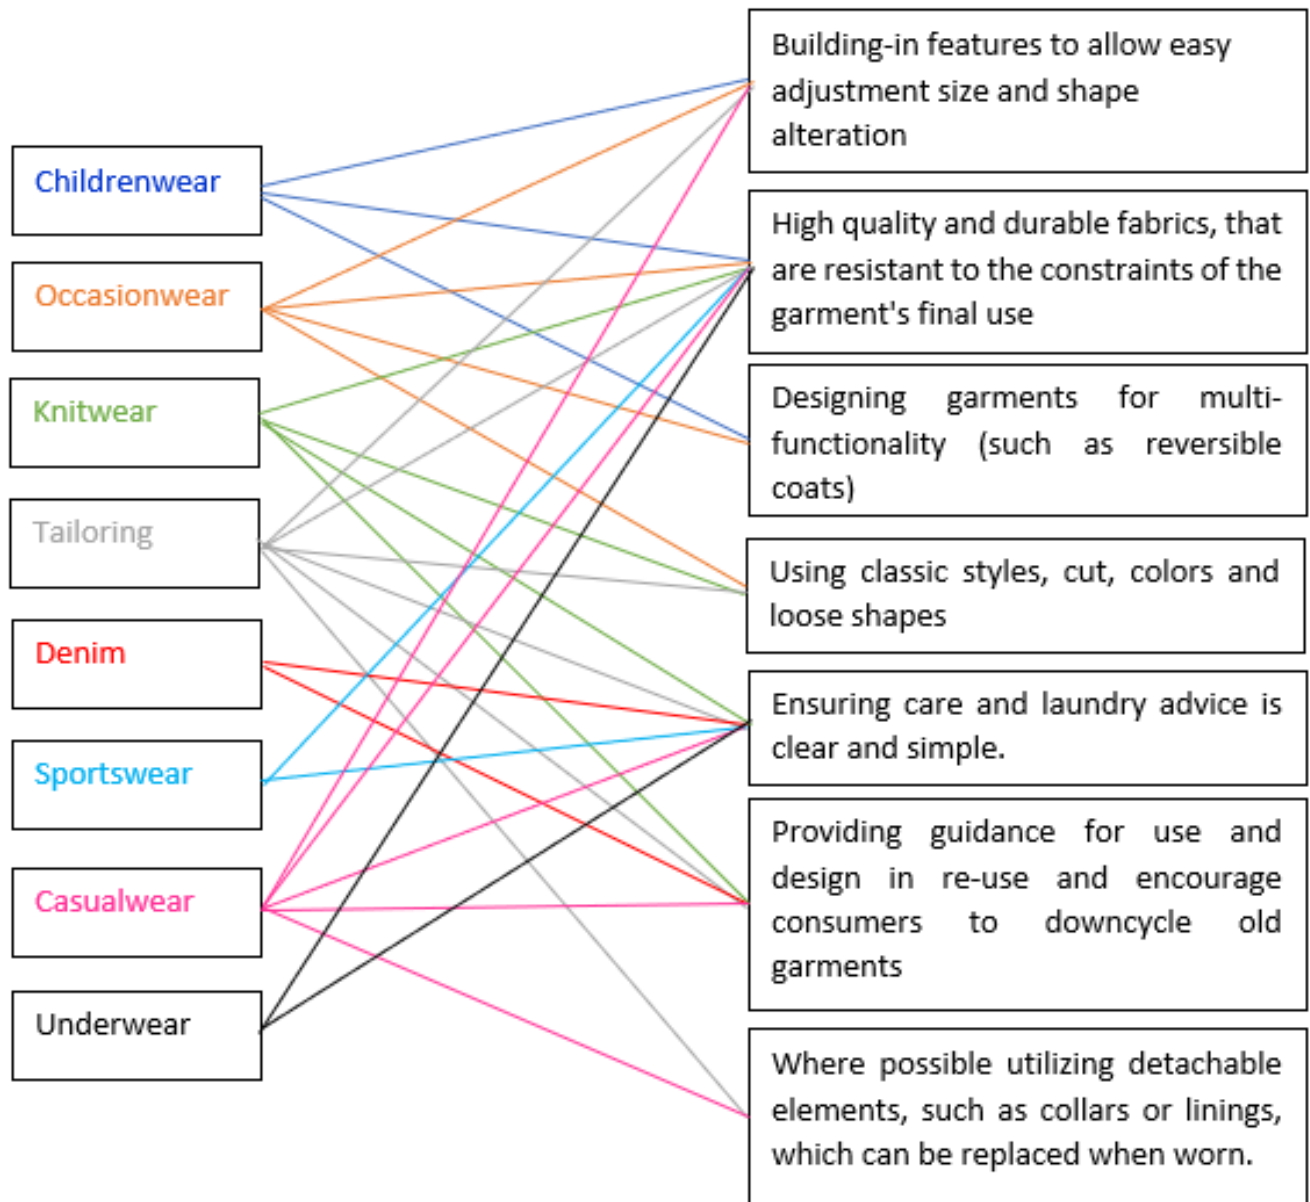 Childrenwear
Occasionwear
Knitwear
Tailoring
Denim
Sportswear
Casualwear
Underwear
Building-in features to allow easy
adjustment size and shape
alteration
High quality and durable fabrics, that
are resistant to the constraints of the
garment's final use
Designing garments for multi-
functionality (such as reversible
coats)
Using classic styles, cut, colors and
loose shapes
Ensuring care and laundry advice is
clear and simple.
Providing guidance for use and
design in re-use and encourage
consumers to downcycle old
garments
Where possible utilizing detachable
elements, such as collars or linings,
which can be replaced when worn.